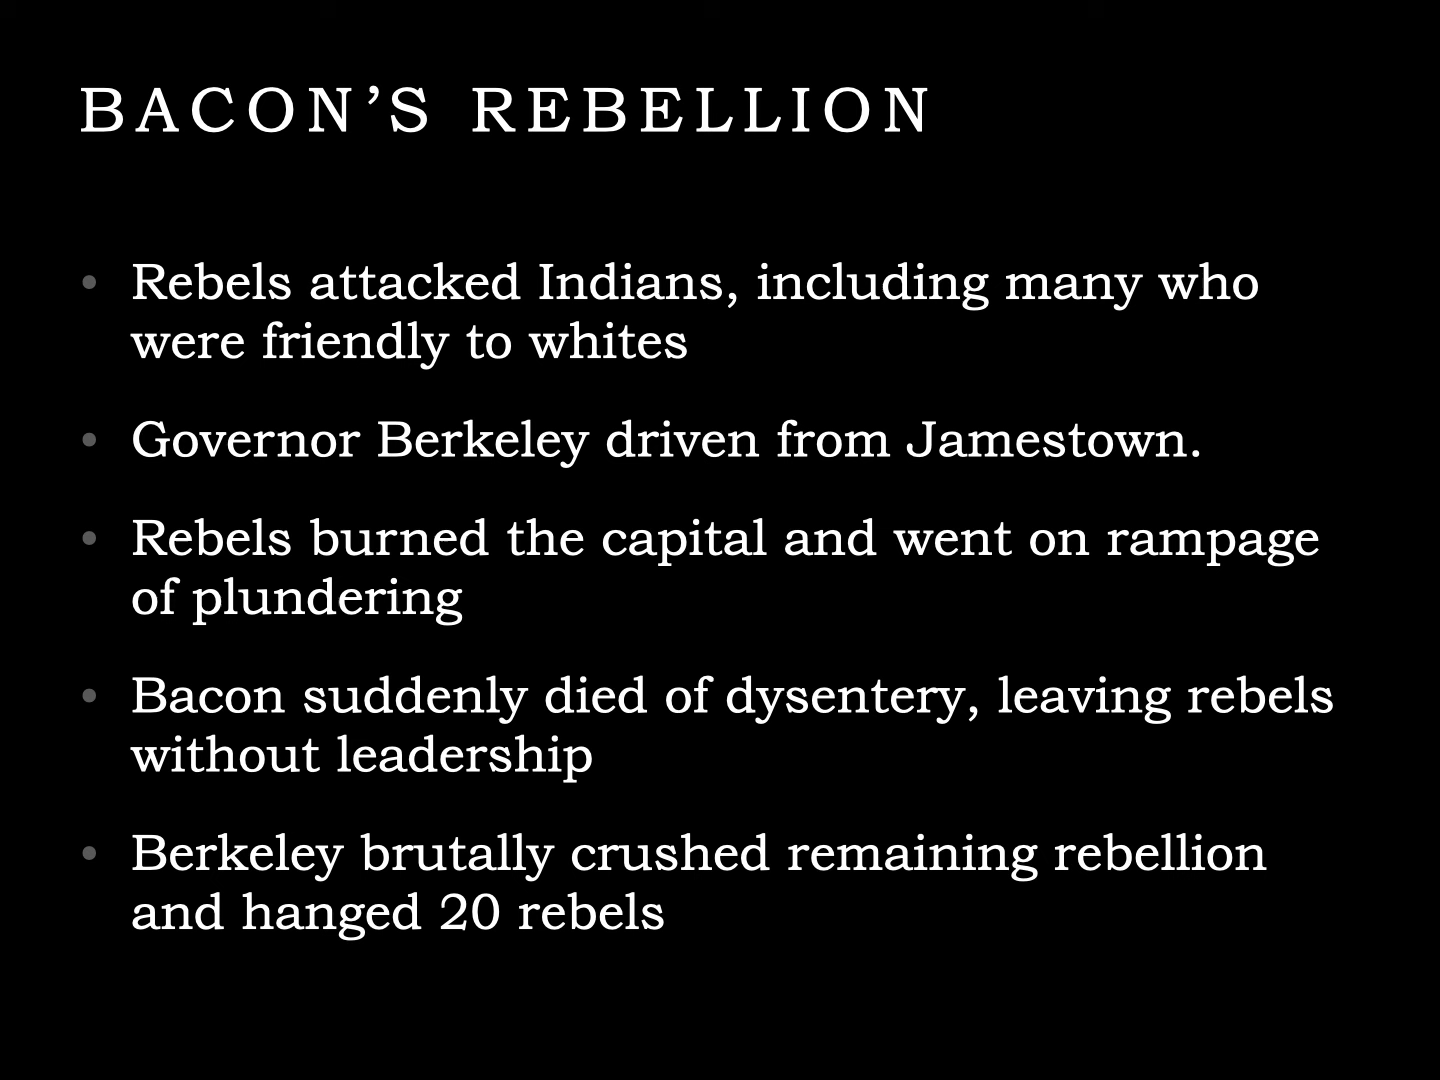 BACON’S REBELLION
• Rebels attacked Indians, including many who
were friendly to whites
• Governor Berkeley driven from Jamestown.
• Rebels burned the capital and went on rampage
of plundering
• Bacon suddenly died of dysentery, leaving rebels
without leadership
• Berkeley brutally crushed remaining rebellion
and hanged 20 rebels